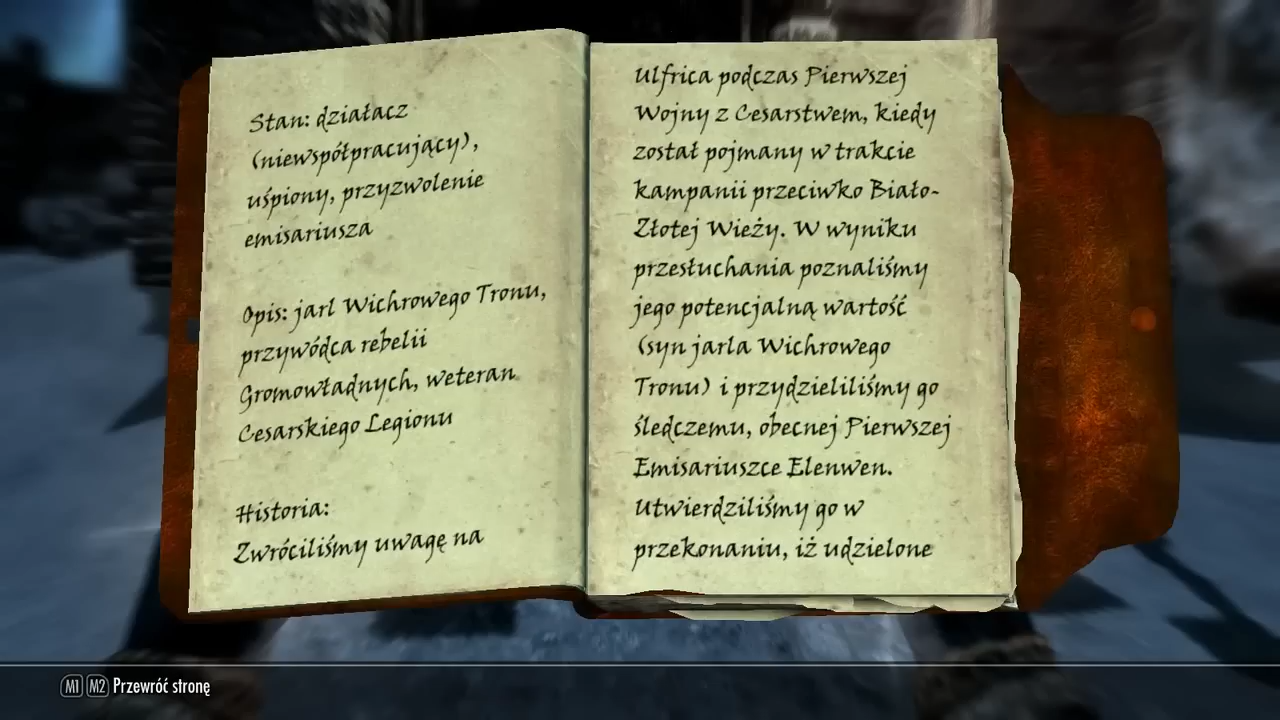 Stan: działacz
(niewspółpracujący),
uśpiony, przyzwolenie
emisariusza
Opis: jarl Wichrowego Tronu,
przywódca rebelii
Gromowładnych, weteran
Cesarskiego Legionu
Historia:
Zwróciliśmy uwagę na
Ulfrica podczas Pierwszej
Wojny z Cesarstwem, kiedy
został pojmany w trakcie
kampanii przeciwko Biało-
Złotej Wieży. W wyniku
przesłuchania poznaliśmy
jego potencjalną wartość
(syn jarla Wichrowego
Tronu) i przydzieliliśmy go
śledczemu, obecnej Pierwszej
Emisariuszce Elenwen.
Utwierdziliśmy go w
przekonaniu, iż udzielone
M1 M2 Przewróć stronę